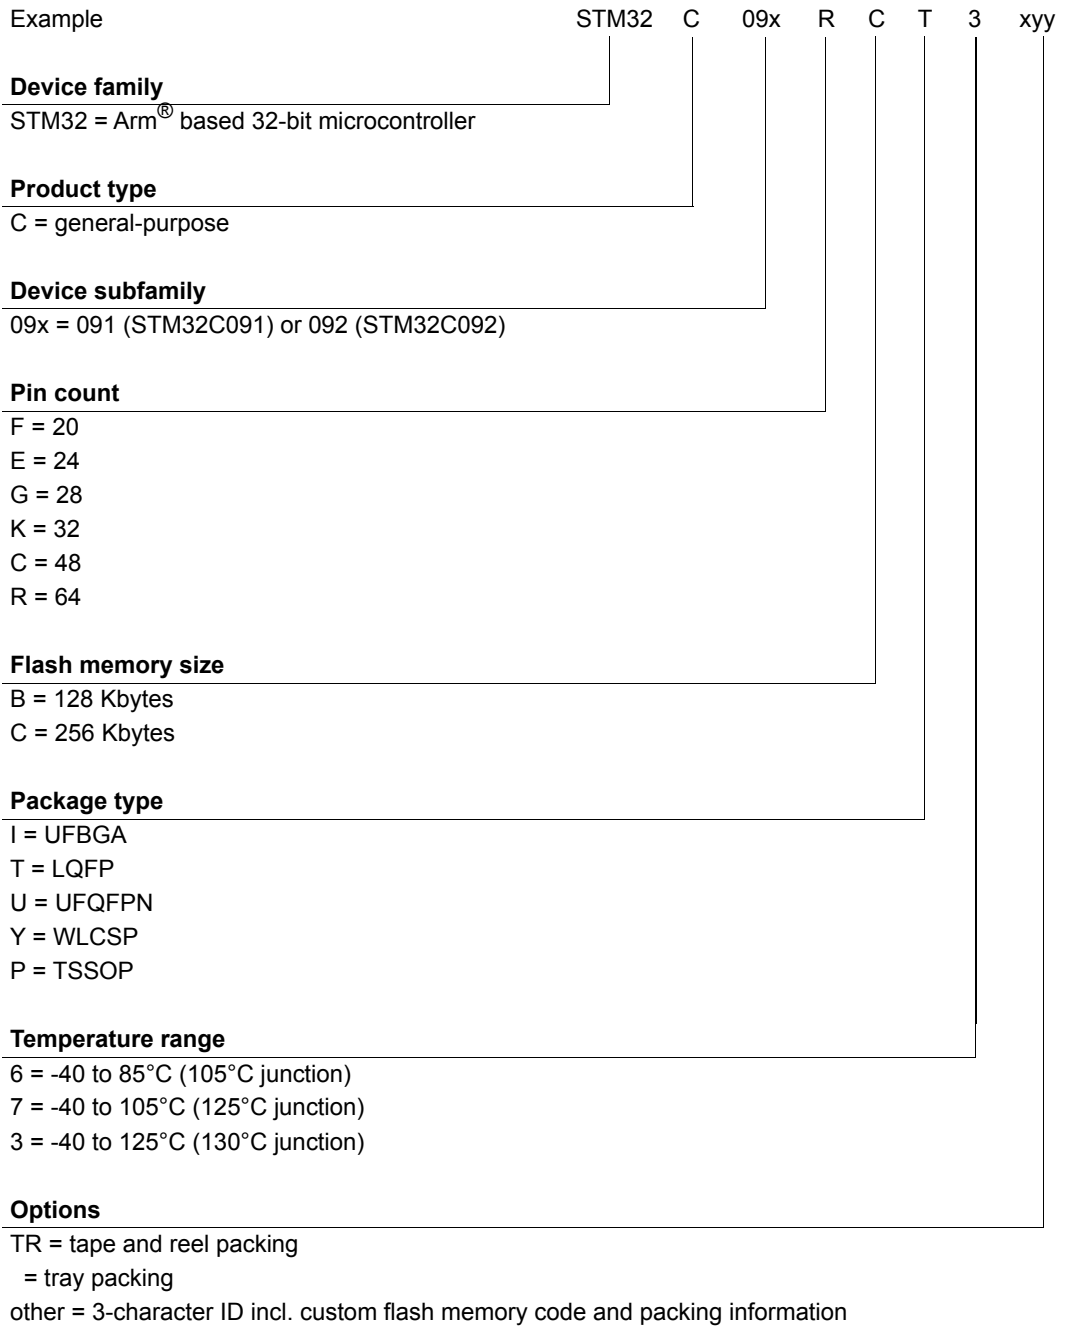 Example STM32 C 09x R C T 3 xyy
Device family
STM32 = Arm® based 32-bit microcontroller
Product type
C = general-purpose
Device subfamily
09x = 091 (STM32C091) or 092 (STM32C092)
Pin count
F = 20
E = 24
G = 28
K = 32
C = 48
R = 64
Flash memory size
B = 128 Kbytes
C = 256 Kbytes
Package type
I = UFBGA
T = LQFP
U = UFQFPN
Y = WLCSP
P = TSSOP
Temperature range
6 = -40 to 85°C (105°C junction)
7 = -40 to 105°C (125°C junction)
3 = -40 to 125°C (130°C junction)
Options
TR = tape and reel packing
= tray packing
other = 3-character ID incl. custom flash memory code and packing information